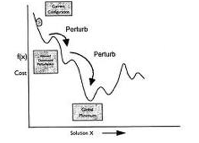 Current
Configuration
Perturb
Perturb
f(x)
Cost
Global
Minimum
Solution X